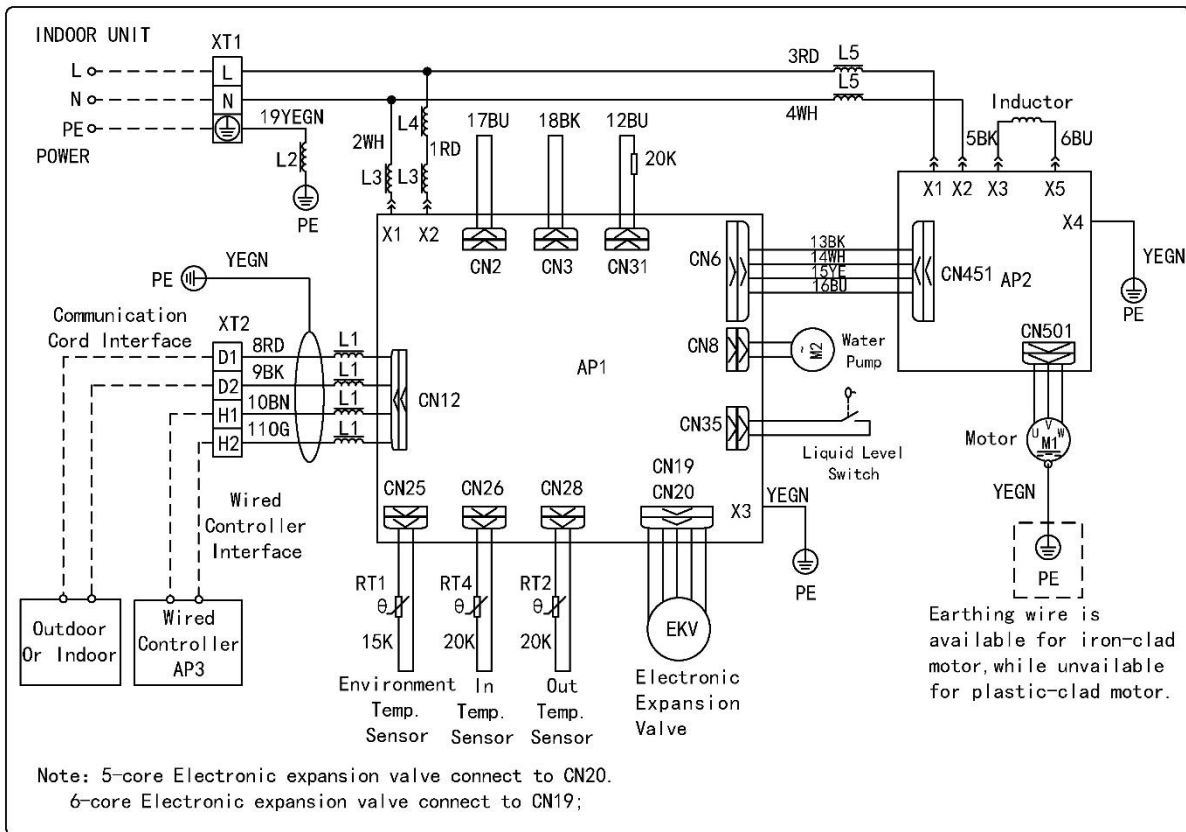 INDOOR UNIT
XT1
L
L
N
N
PE
POWER
19YEGN
L2
PE
2WH
L3
L4
1RD
L3
17BU
18BK
12BU
20K
3RD
L5
L5
4WH
Inductor
5BK
6BU
X1
X2
CN2
CN3
CN31
X1
X2
X3
X5
X4
YEGN
PE
CN6
13BK
14WH
15YE
16BU
CN451
AP2
CN501
PE
YEGN
Communication
Cord Interface
XT2
D1
8RD
L1
D2
9BK
L1
H1
10BN
L1
H2
11OG
L1
CN12
AP1
CN8
~
M2
Water
Pump
CN35
Liquid Level
Switch
U
V
W
M1
Motor
YEGN
PE
Wired
Controller
Interface
CN25
CN26
CN28
CN19
CN20
X3
YEGN
PE
RT1
θ
15K
RT4
θ
20K
RT2
θ
20K
EKV
Outdoor
Or Indoor
Wired
Controller
AP3
Environment
Temp.
Sensor
In
Temp.
Sensor
Out
Temp.
Sensor
Electronic
Expansion
Valve
Earthing wire is
available for iron-clad
motor,while unvailable
for plastic-clad motor.
Note: 5-core Electronic expansion valve connect to CN20.
6-core Electronic expansion valve connect to CN19;